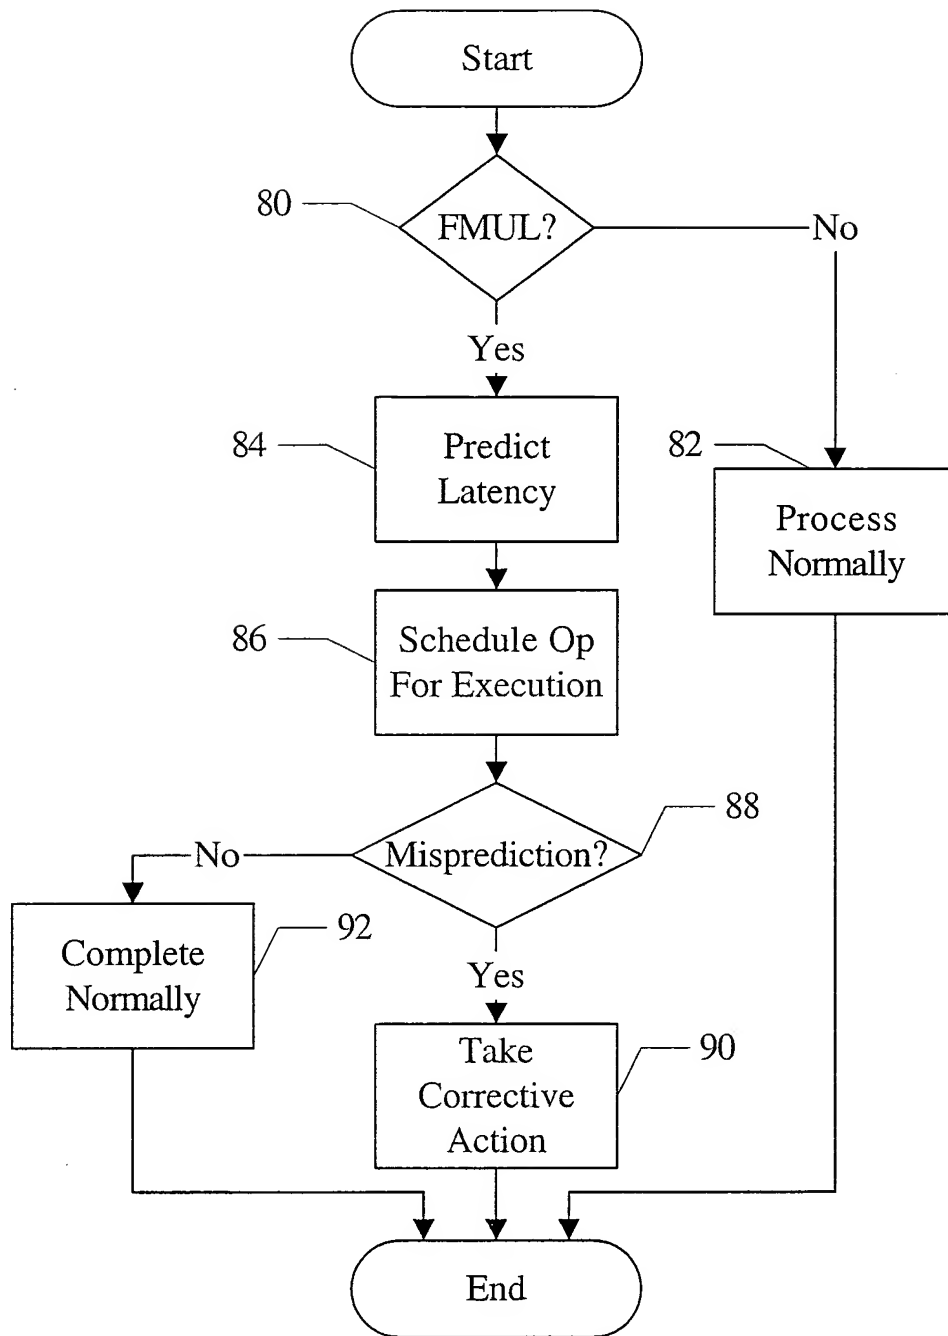 Start
80
FMUL?
No
Yes
84
Predict
Latency
82
Process
Normally
86
Schedule Op
For Execution
88
Misprediction?
No
92
Complete
Normally
Yes
90
Take
Corrective
Action
End